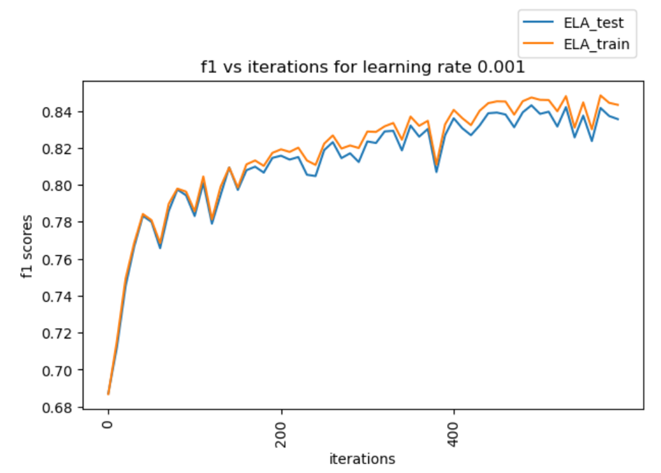 ELA_test
ELA_train
f1 vs iterations for learning rate 0.001
0.84
0.82
0.80
0.78
0.76
0.74
0.72
0.70
0.68
f1 scores
0
200
400
iterations